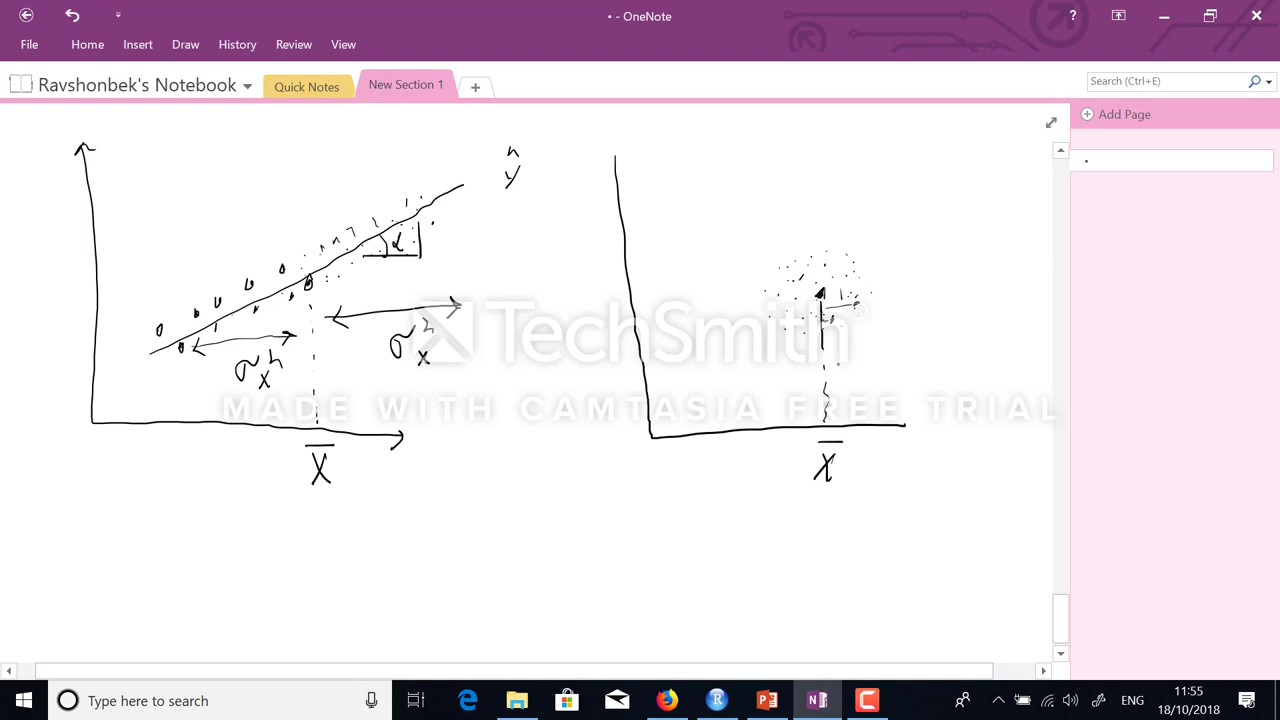 • - OneNote
?
File Home Insert Draw History Review View
Ravshonbek's Notebook
Quick Notes
New Section 1
+
Search (Ctrl+E)
Add Page
•
ŷ
α
σ
x
σ
x
TechSmith
MADE WITH CAMTASIA FREE TRIAL
X̅
X̅
Type here to search
ENG
11:55
18/10/2018